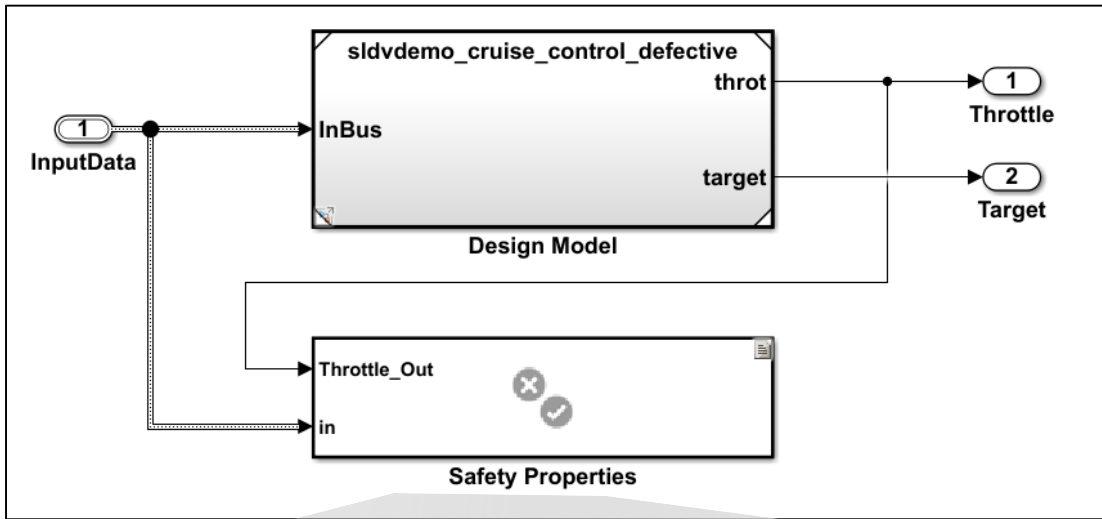 sldvdemo_cruise_control_defective
throt
1
Throttle
1
InputData
InBus
target
2
Target
Design Model
Throttle_Out
in
Safety Properties